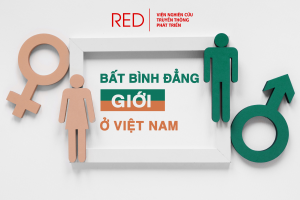 RED
VIỆN NGHIÊN CỨU
TRUYỀN THÔNG
PHÁT TRIỂN
BẤT BÌNH ĐẲNG
GIỚI
Ở VIỆT NAM